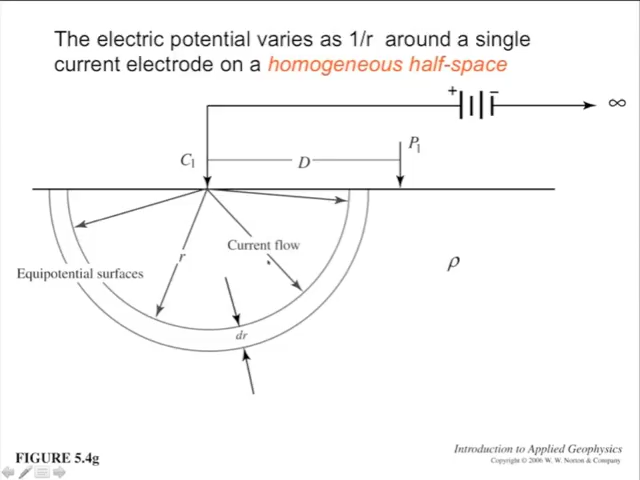 The electric potential varies as 1/r around a single
current electrode on a homogeneous half-space
+
−
∞
P₁
C₁
D
Current flow
r
ρ
Equipotential surfaces
dr
Introduction to Applied Geophysics
Copyright © 2006 W. W. Norton & Company
FIGURE 5.4g